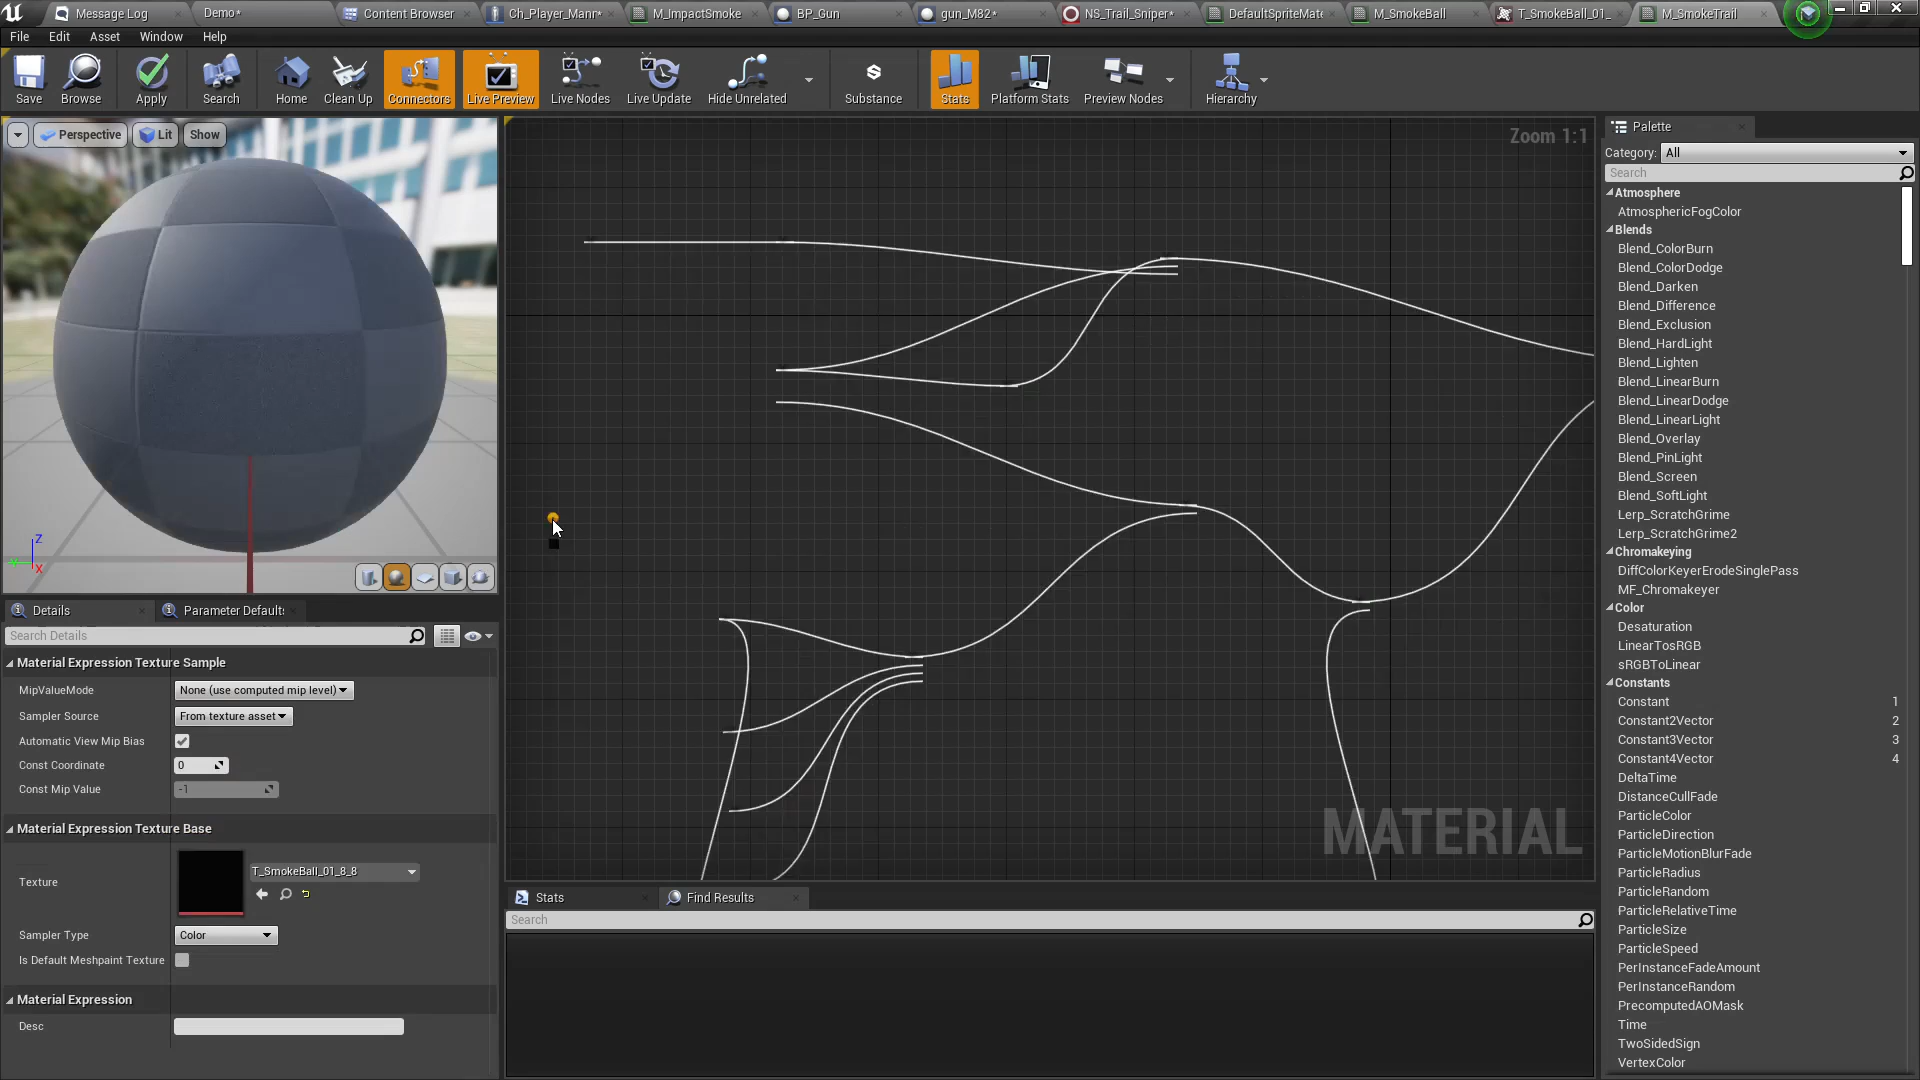 Message Log
Demo*
Content Browser
Ch_Player_Mann*
M_ImpactSmoke
BP_Gun
gun_M82*
NS_Trail_Sniper*
DefaultSpriteMate
M_SmokeBall
T_SmokeBall_01_
M_SmokeTrail
File
Edit
Asset
Window
Help
Save
Browse
Apply
Search
Home
Clean Up
Connectors
Live Preview
Live Nodes
Live Update
Hide Unrelated
Substance
Stats
Platform Stats
Preview Nodes
Hierarchy
Perspective
Lit
Show
Z
X
Zoom 1:1
MATERIAL
Details
Parameter Defaults
Search Details
Material Expression Texture Sample
MipValueMode
None (use computed mip level)
Sampler Source
From texture asset
Automatic View Mip Bias
Const Coordinate
0
Const Mip Value
-1
Material Expression Texture Base
Texture
T_SmokeBall_01_8_8
Sampler Type
Color
Is Default Meshpaint Texture
Material Expression
Desc
Stats
Find Results
Search
Palette
Category:
All
Search
Atmosphere
AtmosphericFogColor
Blends
Blend_ColorBurn
Blend_ColorDodge
Blend_Darken
Blend_Difference
Blend_Exclusion
Blend_HardLight
Blend_Lighten
Blend_LinearBurn
Blend_LinearDodge
Blend_LinearLight
Blend_Overlay
Blend_PinLight
Blend_Screen
Blend_SoftLight
Lerp_ScratchGrime
Lerp_ScratchGrime2
Chromakeying
DiffColorKeyerErodeSinglePass
MF_Chromakeyer
Color
Desaturation
LinearTosRGB
sRGBToLinear
Constants
Constant 1
Constant2Vector 2
Constant3Vector 3
Constant4Vector 4
DeltaTime
DistanceCullFade
ParticleColor
ParticleDirection
ParticleMotionBlurFade
ParticleRadius
ParticleRandom
ParticleRelativeTime
ParticleSize
ParticleSpeed
PerInstanceFadeAmount
PerInstanceRandom
PrecomputedAOMask
Time
TwoSidedSign
VertexColor